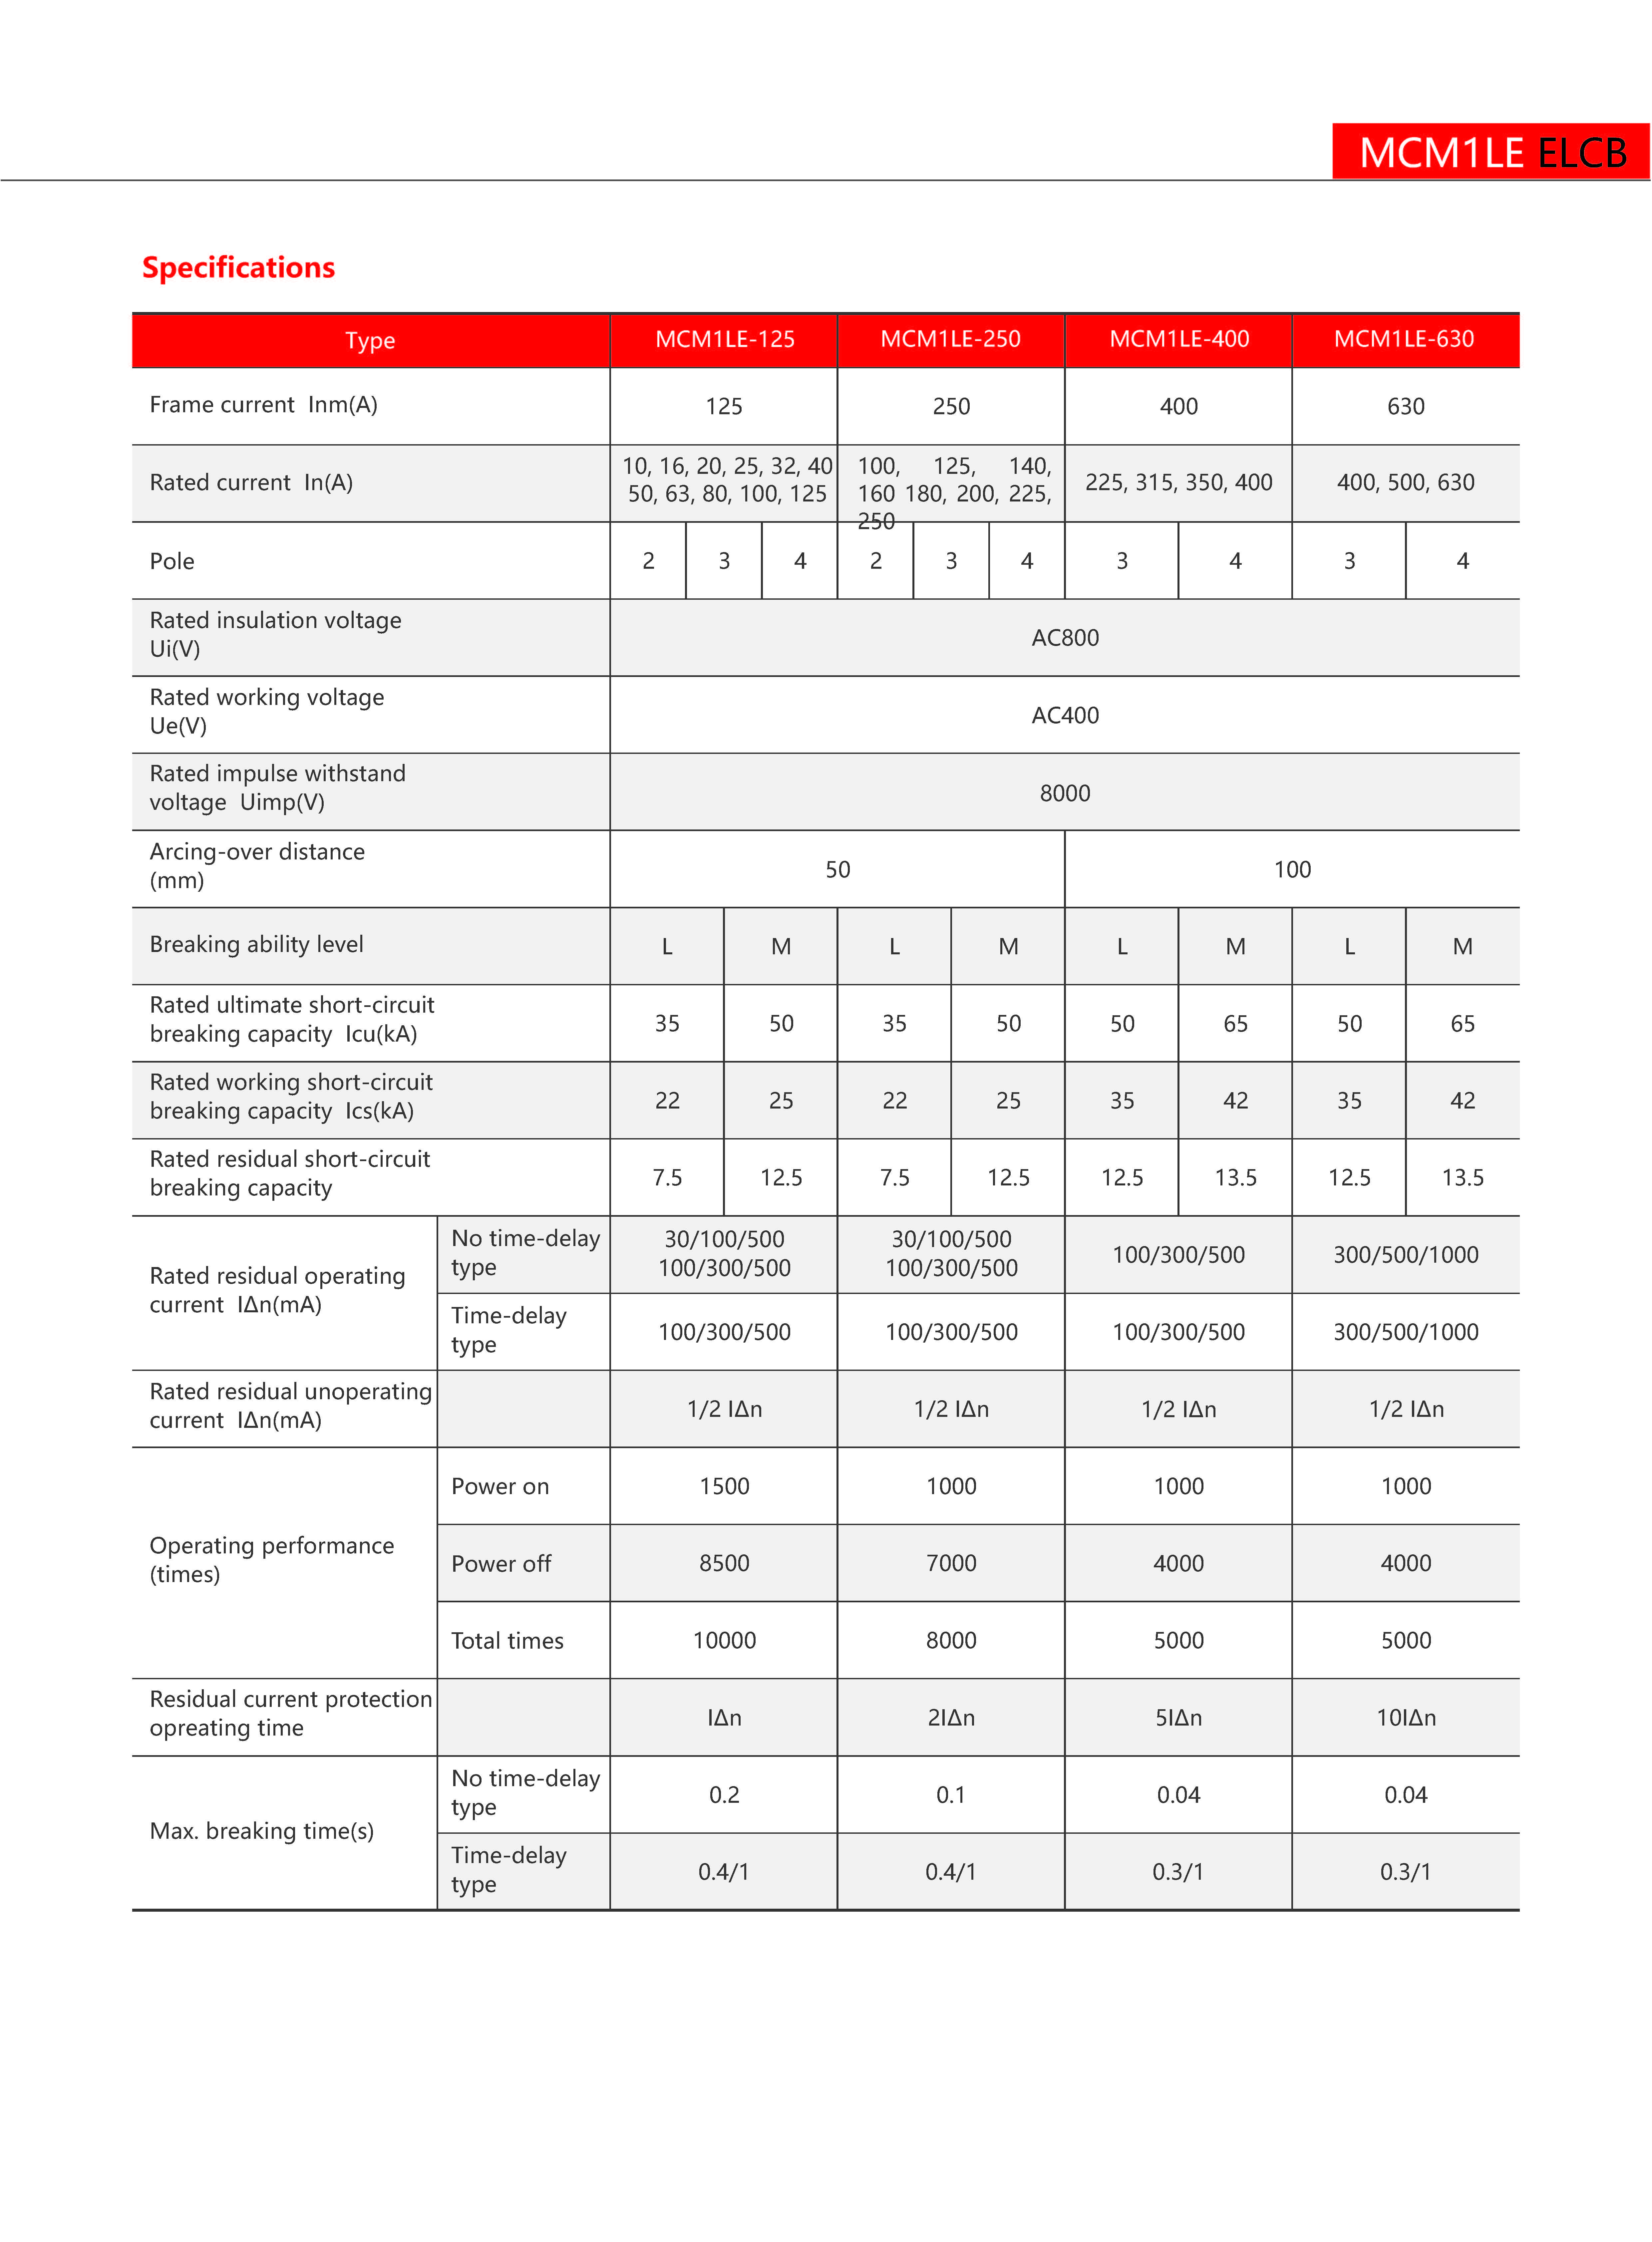 MCM1LE ELCB
Specifications
Type MCM1LE-125 MCM1LE-250 MCM1LE-400 MCM1LE-630
Frame current Inm(A) 125 250 400 630
Rated current In(A)
10, 16, 20, 25, 32, 40
50, 63, 80, 100, 125
100, 125, 140,
160 180, 200, 225,
250
225, 315, 350, 400
400, 500, 630
Pole 2 3 4 2 3 4 3 4 3 4
Rated insulation voltage
Ui(V)
AC800
Rated working voltage
Ue(V)
AC400
Rated impulse withstand
voltage Uimp(V)
8000
Arcing-over distance
(mm)
50 100
Breaking ability level L M L M L M L M
Rated ultimate short-circuit
breaking capacity Icu(kA)
35 50 35 50 50 65 50 65
Rated working short-circuit
breaking capacity Ics(kA)
22 25 22 25 35 42 35 42
Rated residual short-circuit
breaking capacity
7.5 12.5 7.5 12.5 12.5 13.5 12.5 13.5
Rated residual operating
current IΔn(mA)
No time-delay
type
30/100/500
100/300/500
30/100/500
100/300/500
100/300/500
300/500/1000
Time-delay
type
100/300/500 100/300/500 100/300/500 300/500/1000
Rated residual unoperating
current IΔn(mA)
1/2 IΔn 1/2 IΔn 1/2 IΔn 1/2 IΔn
Operating performance
(times)
Power on 1500 1000 1000 1000
Power off 8500 7000 4000 4000
Total times 10000 8000 5000 5000
Residual current protection
opreating time
IΔn 2IΔn 5IΔn 10IΔn
Max. breaking time(s)
No time-delay
type
0.2 0.1 0.04 0.04
Time-delay
type
0.4/1 0.4/1 0.3/1 0.3/1